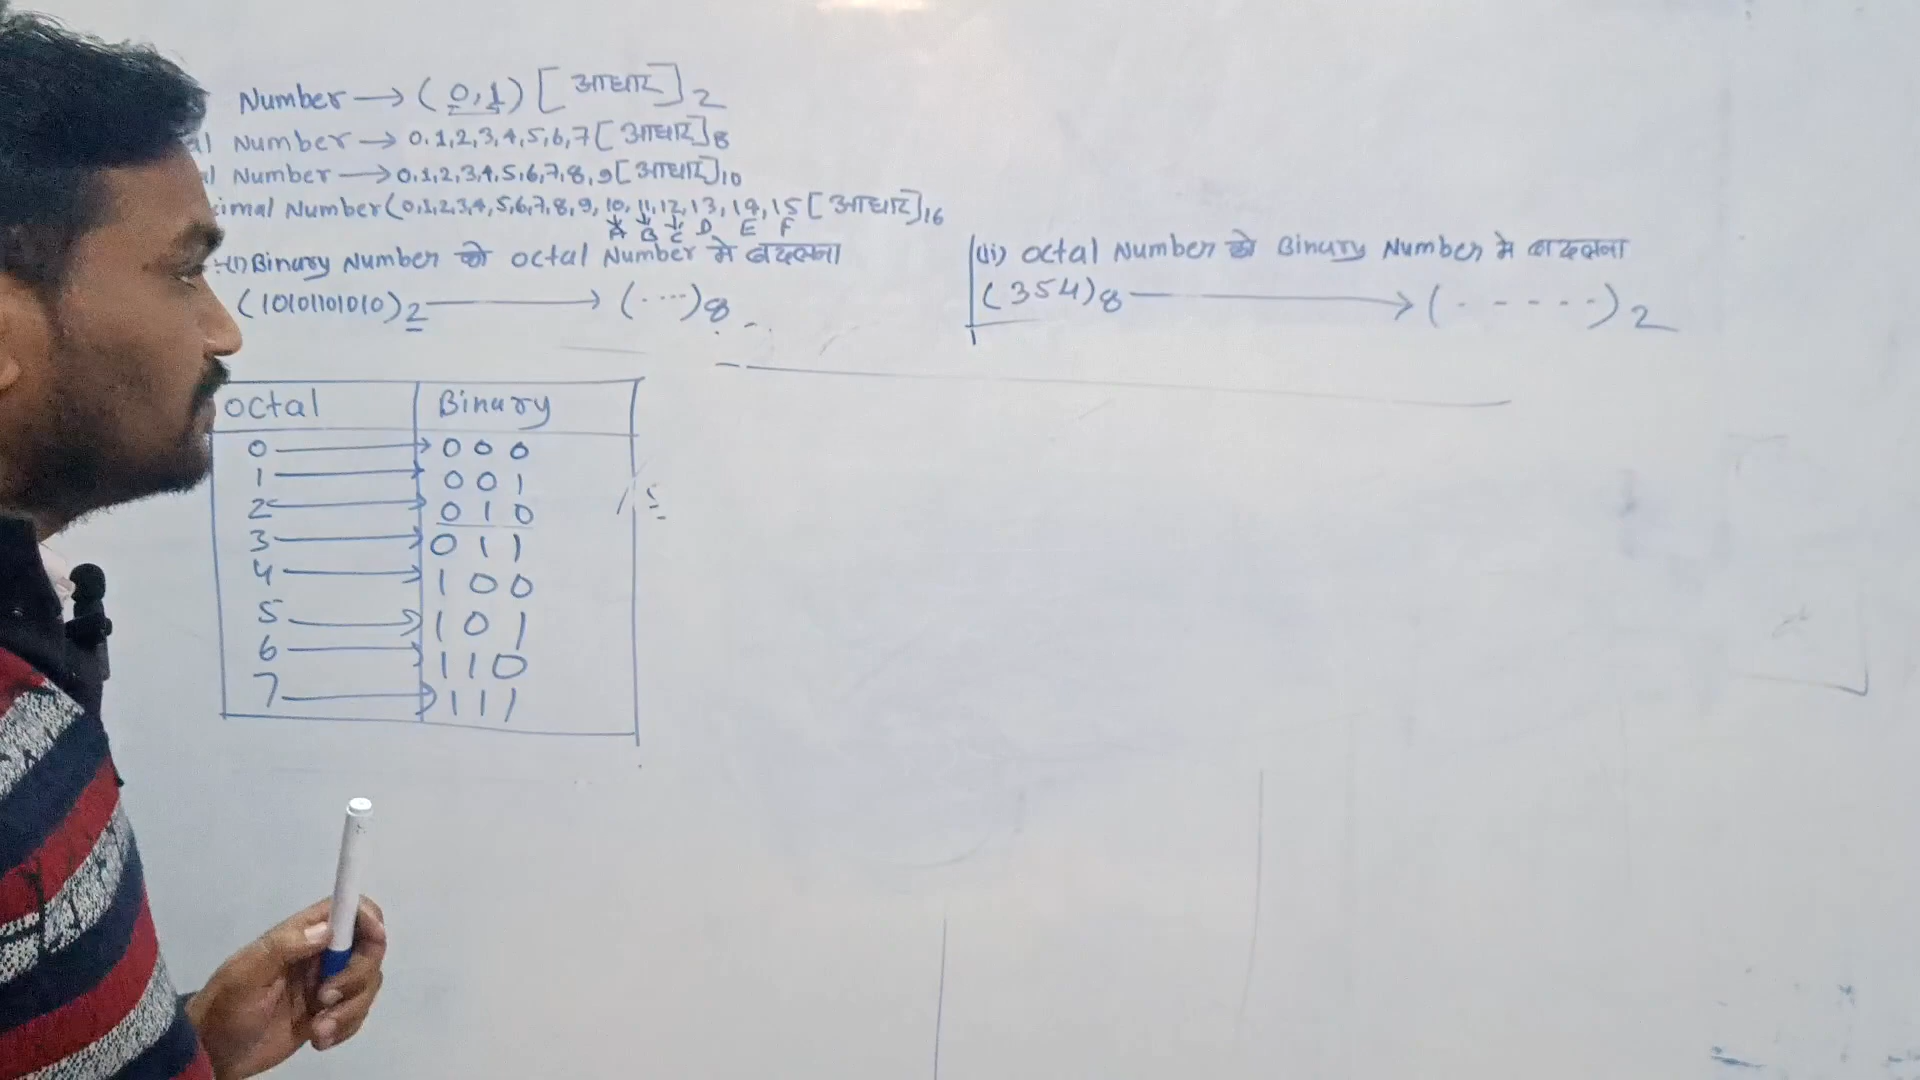 Number → (0,1) [आधार]2
al Number → 0,1,2,3,4,5,6,7 [आधार]8
al Number → 0,1,2,3,4,5,6,7,8,9 [आधार]10
imal Number (0,1,2,3,4,5,6,7,8,9,10,11,12,13,14,15 [आधार]16
A B C D E F
(i) Binary Number को octal Number मे बदलना
(10101101010)2 → (....)8
(ii) octal Number को Binary Number मे बदलना
(354)8 → (. - - - - -)2
octal Binary
0 → 0 0 0
1 → 0 0 1
2 → 0 1 0
3 → 0 1 1
4 → 1 0 0
5 → 1 0 1
6 → 1 1 0
7 → 1 1 1